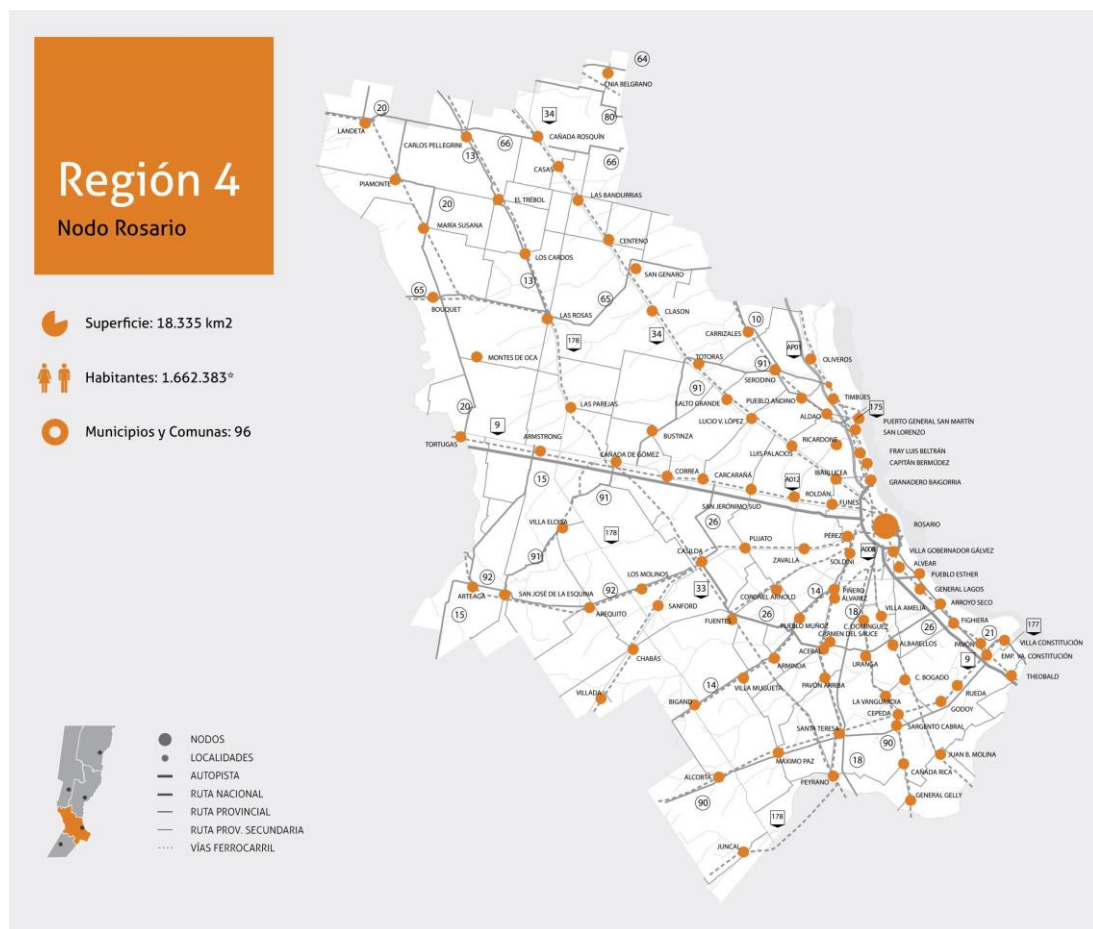 Región 4
Nodo Rosario
Superficie: 18.335 km2
Habitantes: 1.662.383*
Municipios y Comunas: 96
64
CNIA BELGRANO
20
LANDETA
34
80
CARLOS PELLEGRINI
66
CAÑADA ROSQUÍN
13
CASAS
66
PIAMONTE
EL TRÉBOL
LAS BANDURRIAS
20
MARÍA SUSANA
CENTENO
LOS CARDOS
SAN GENARO
13
65
BOUQUET
65
LAS ROSAS
CLASON
10
178
34
CARRIZALES
AP01
MONTES DE OCA
TOTORAS
OLIVEROS
91
SERODINO
91
TIMBÚES
20
LAS PAREJAS
SALTO GRANDE
PUEBLO ANDINO
175
9
LUCIO V. LÓPEZ
ALDAO
PUERTO GENERAL SAN MARTÍN
SAN LORENZO
TORTUGAS
ARMSTRONG
BUSTINZA
RICARDONE
LUIS PALACIOS
FRAY LUIS BELTRÁN
CAÑADA DE GÓMEZ
CAPITÁN BERMÚDEZ
CORREA
CARCARAÑÁ
IBARLUCEA
15
A012
GRANADERO BAIGORRIA
91
ROLDÁN
FUNES
SAN JERÓNIMO SUD
VILLA ELOISA
178
26
ROSARIO
PÉREZ
PUJATO
91
CASILDA
ZAVALLA
SOLDINI
A008
VILLA GOBERNADOR GÁLVEZ
ALVEAR
92
LOS MOLINOS
PUEBLO ESTHER
ARTEAGA
SAN JOSÉ DE LA ESQUINA
92
33
CORONEL ARNOLD
14
PIÑERO
GENERAL LAGOS
ÁLVAREZ
AREQUITO
SANFORD
ARROYO SECO
15
FUENTES
26
18
VILLA AMELIA
177
PUEBLO MUÑOZ
C. DOMÍNGUEZ
26
FIGHIERA
CARMEN DEL SAUCE
21
VILLA CONSTITUCIÓN
ALBARELLOS
PAVÓN
CHABÁS
ACEBAL
EMP. VA. CONSTITUCIÓN
ARMINDA
URANGA
9
THEOBALD
14
VILLA MUGUETA
PAVÓN ARRIBA
C. BOGADO
VILLADA
RUEDA
BIGAND
LA VANGUARDIA
GODOY
CEPEDA
SANTA TERESA
SARGENTO CABRAL
90
JUAN B. MOLINA
MÁXIMO PAZ
18
CAÑADA RICA
ALCORTA
PEYRANO
GENERAL GELLY
90
178
JUNCAL
NODOS
LOCALIDADES
AUTOPISTA
RUTA NACIONAL
RUTA PROVINCIAL
RUTA PROV. SECUNDARIA
VÍAS FERROCARRIL